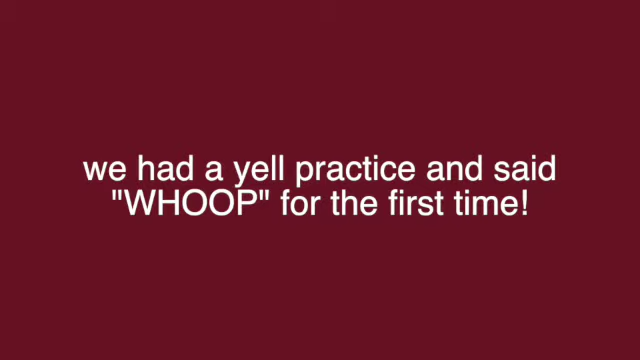 we had a yell practice and said
"WHOOP" for the first time!